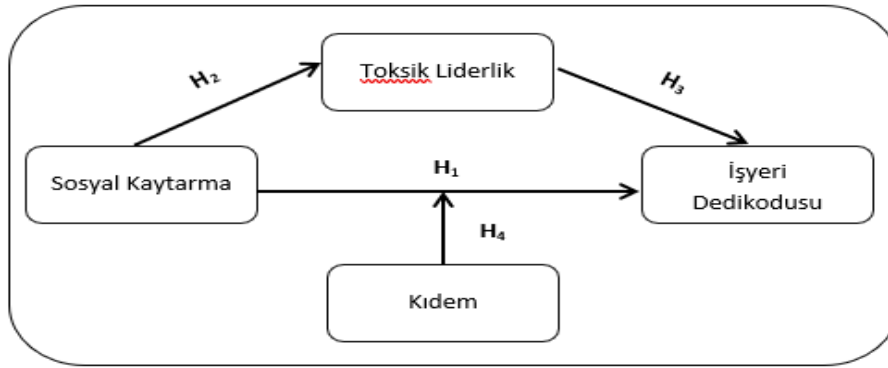 Toksik Liderlik
H₂
H₃
Sosyal Kaytarma
H₁
İşyeri
Dedikodusu
H₄
Kıdem